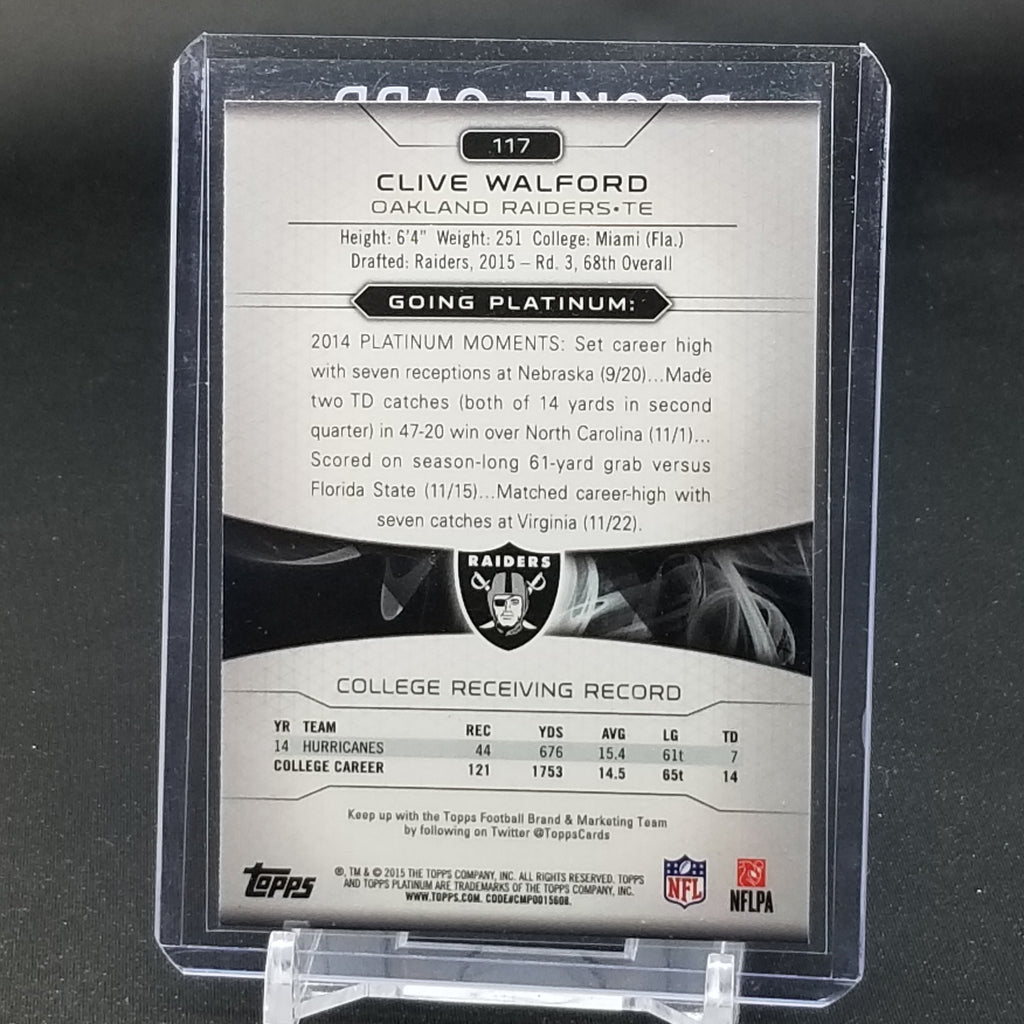 ROOKIE CARD
117
CLIVE WALFORD
OAKLAND RAIDERS•TE
Height: 6'4" Weight: 251 College: Miami (Fla.)
Drafted: Raiders, 2015 – Rd. 3, 68th Overall
GOING PLATINUM:
2014 PLATINUM MOMENTS: Set career high
with seven receptions at Nebraska (9/20)...Made
two TD catches (both of 14 yards in second
quarter) in 47-20 win over North Carolina (11/1)...
Scored on season-long 61-yard grab versus
Florida State (11/15)...Matched career-high with
seven catches at Virginia (11/22).
RAIDERS
COLLEGE RECEIVING RECORD
YR TEAM REC YDS AVG LG TD
14 HURRICANES 44 676 15.4 61t 7
COLLEGE CAREER 121 1753 14.5 65t 14
Keep up with the Topps Football Brand & Marketing Team
by following on Twitter @ToppsCards
topps
®, TM & © 2015 THE TOPPS COMPANY, INC. ALL RIGHTS RESERVED. TOPPS
AND TOPPS PLATINUM ARE TRADEMARKS OF THE TOPPS COMPANY, INC.
WWW.TOPPS.COM. CODE#CMP0015608.
NFL
NFLPA